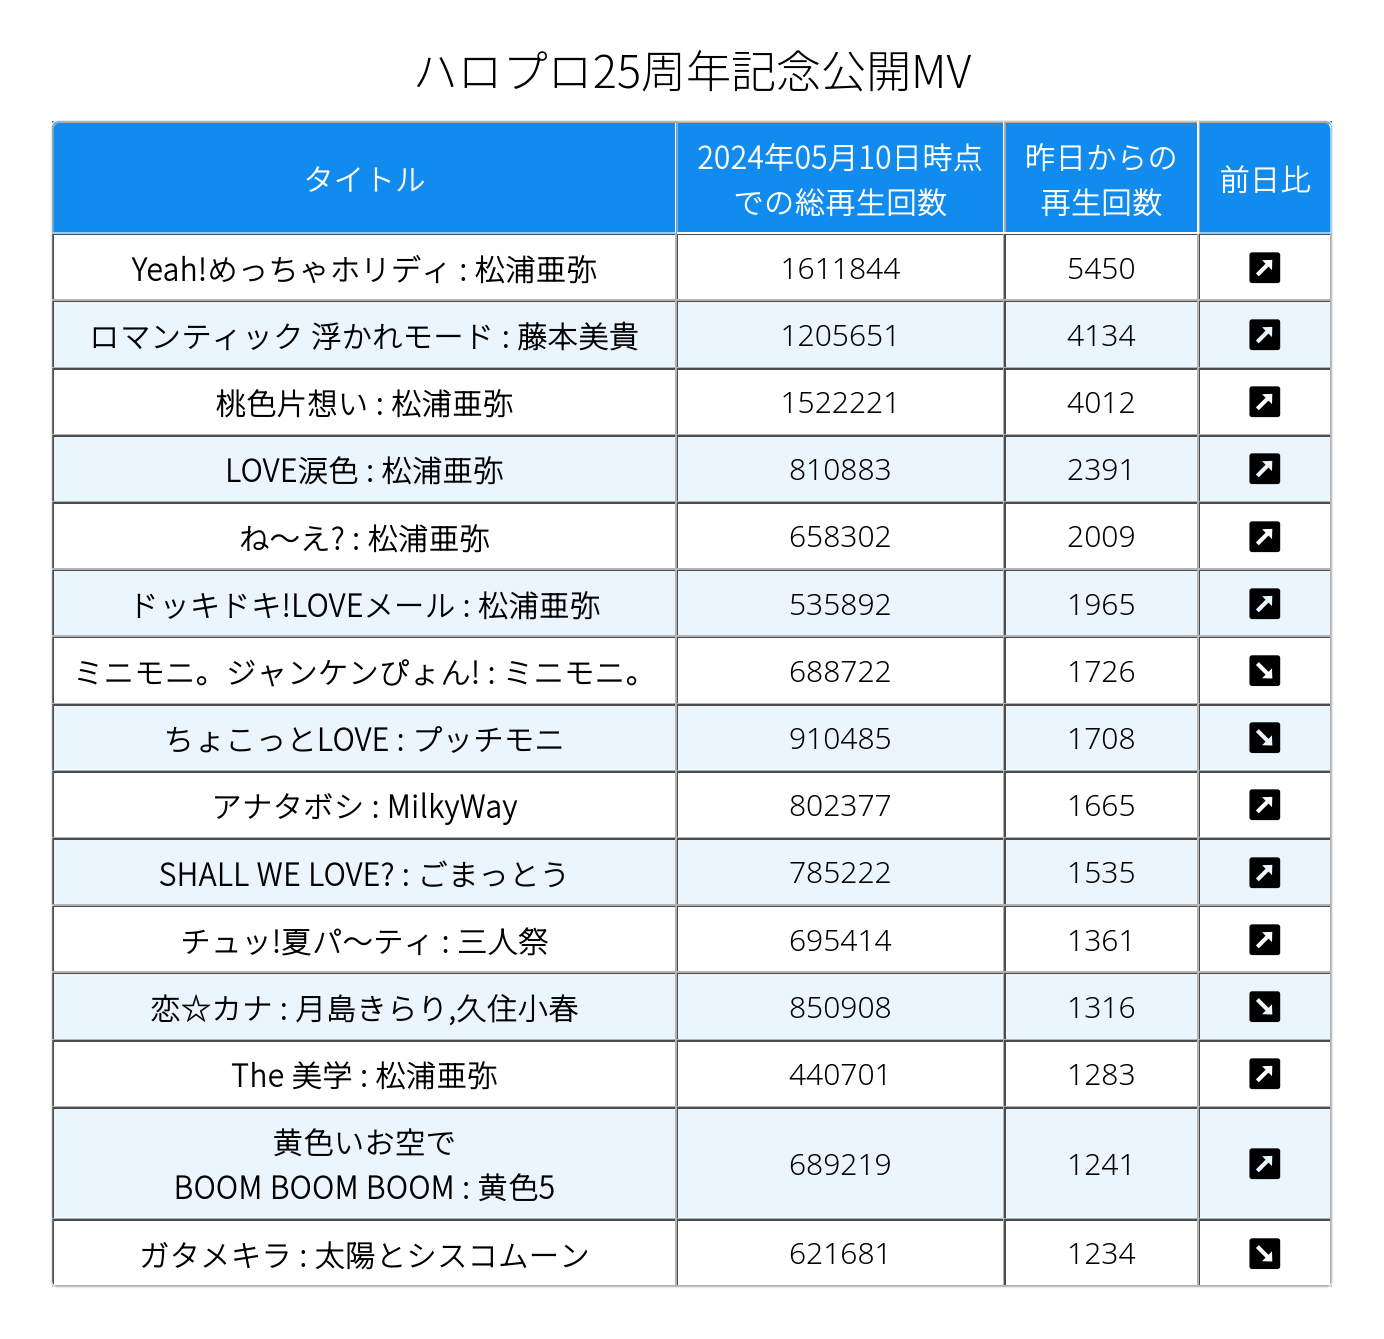 ハロプロ25周年記念公開MV
タイトル 2024年05月10日時点での総再生回数 昨日からの再生回数 前日比
Yeah!めっちゃホリディ : 松浦亜弥 1611844 5450 ↗
ロマンティック 浮かれモード : 藤本美貴 1205651 4134 ↗
桃色片想い : 松浦亜弥 1522221 4012 ↗
LOVE涙色 : 松浦亜弥 810883 2391 ↗
ね〜え? : 松浦亜弥 658302 2009 ↗
ドッキドキ!LOVEメール : 松浦亜弥 535892 1965 ↗
ミニモニ。ジャンケンぴょん! : ミニモニ。 688722 1726 ↘
ちょこっとLOVE : プッチモニ 910485 1708 ↘
アナタボシ : MilkyWay 802377 1665 ↗
SHALL WE LOVE? : ごまっとう 785222 1535 ↗
チュッ!夏パ〜ティ : 三人祭 695414 1361 ↗
恋☆カナ : 月島きらり,久住小春 850908 1316 ↘
The 美学 : 松浦亜弥 440701 1283 ↗
黄色いお空で
BOOM BOOM BOOM : 黄色5 689219 1241 ↗
ガタメキラ : 太陽とシスコムーン 621681 1234 ↘